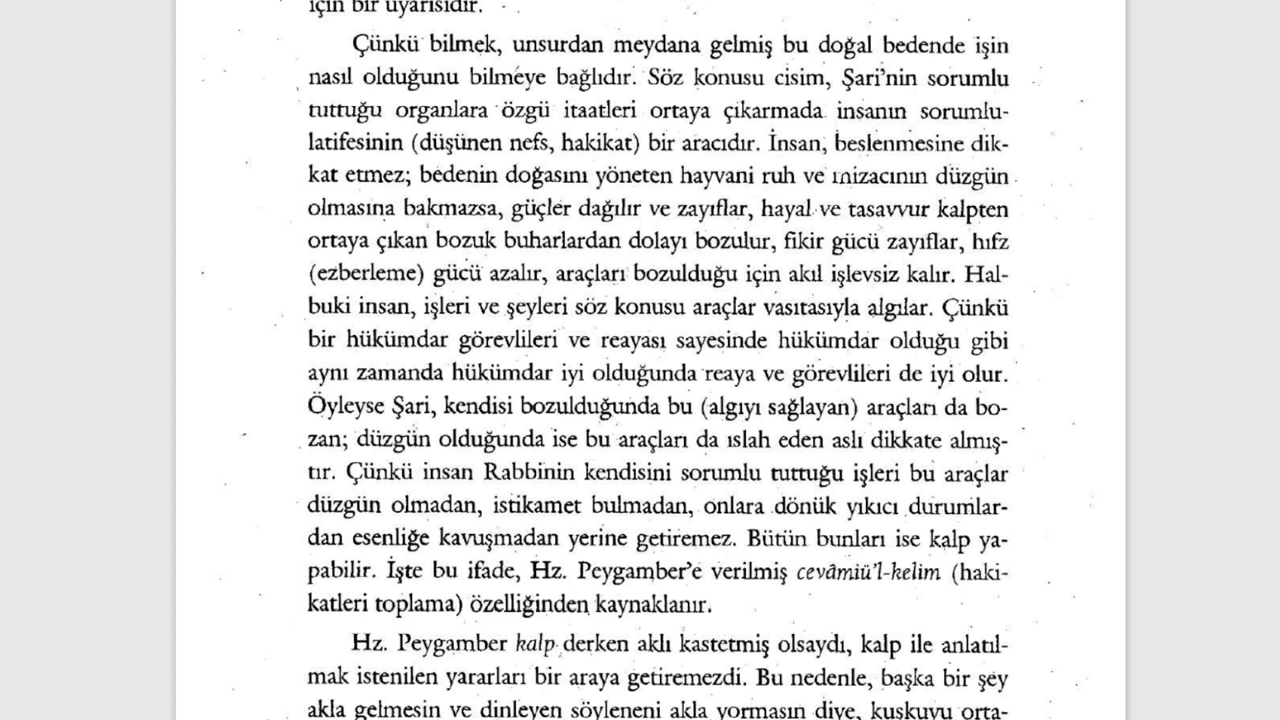 için bir uyarısıdır.
Çünkü bilmek, unsurdan meydana gelmiş bu doğal bedende işin
nasıl olduğunu bilmeye bağlıdır. Söz konusu cisim, Şari'nin sorumlu
tuttuğu organlara özgü itaatleri ortaya çıkarmada insanın sorumlu-
latifesinin (düşünen nefs, hakikat) bir aracıdır. İnsan, beslenmesine dik-
kat etmez; bedenin doğasını yöneten hayvani ruh ve mizacının düzgün
olmasına bakmazsa, güçler dağılır ve zayıflar, hayal ve tasavvur kalpten
ortaya çıkan bozuk buharlardan dolayı bozulur, fikir gücü zayıflar, hıfz
(ezberleme) gücü azalır, araçları bozulduğu için akıl işlevsiz kalır. Hal-
buki insan, işleri ve şeyleri söz konusu araçlar vasıtasıyla algılar. Çünkü
bir hükümdar görevlileri ve reayası sayesinde hükümdar olduğu gibi
aynı zamanda hükümdar iyi olduğunda reaya ve görevlileri de iyi olur.
Öyleyse Şari, kendisi bozulduğunda bu (algıyı sağlayan) araçları da bo-
zan; düzgün olduğunda ise bu araçları da ıslah eden aslı dikkate almış-
tır. Çünkü insan Rabbinin kendisini sorumlu tuttuğu işleri bu araçlar
düzgün olmadan, istikamet bulmadan, onlara dönük yıkıcı durumlar-
dan esenliğe kavuşmadan yerine getiremez. Bütün bunları ise kalp ya-
pabilir. İşte bu ifade, Hz. Peygamber'e verilmiş cevâmiü'l-kelim (haki-
katleri toplama) özelliğinden kaynaklanır.
Hz. Peygamber kalp derken aklı kastetmiş olsaydı, kalp ile anlatıl-
mak istenilen yararları bir araya getiremezdi. Bu nedenle, başka bir şey
akla gelmesin ve dinleyen söyleneni akla yormasın diye, kuşkuyu orta-